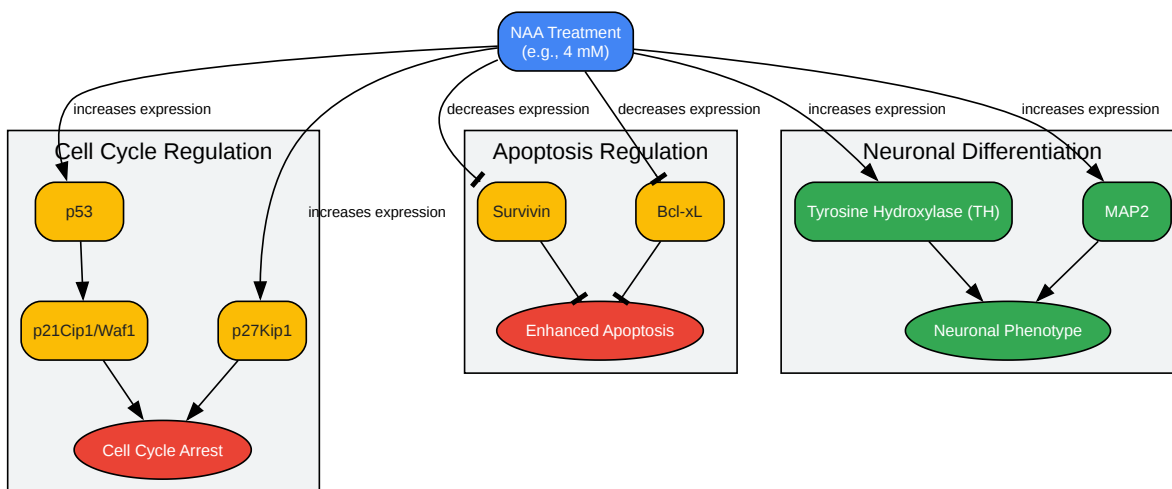 NAA Treatment
(e.g., 4 mM)
increases expression
decreases expression
decreases expression
increases expression
increases expression
Cell Cycle Regulation
Apoptosis Regulation
Neuronal Differentiation
p53
increases expression
Survivin
Bcl-xL
Tyrosine Hydroxylase (TH)
MAP2
p21Cip1/Waf1
p27Kip1
Enhanced Apoptosis
Neuronal Phenotype
Cell Cycle Arrest